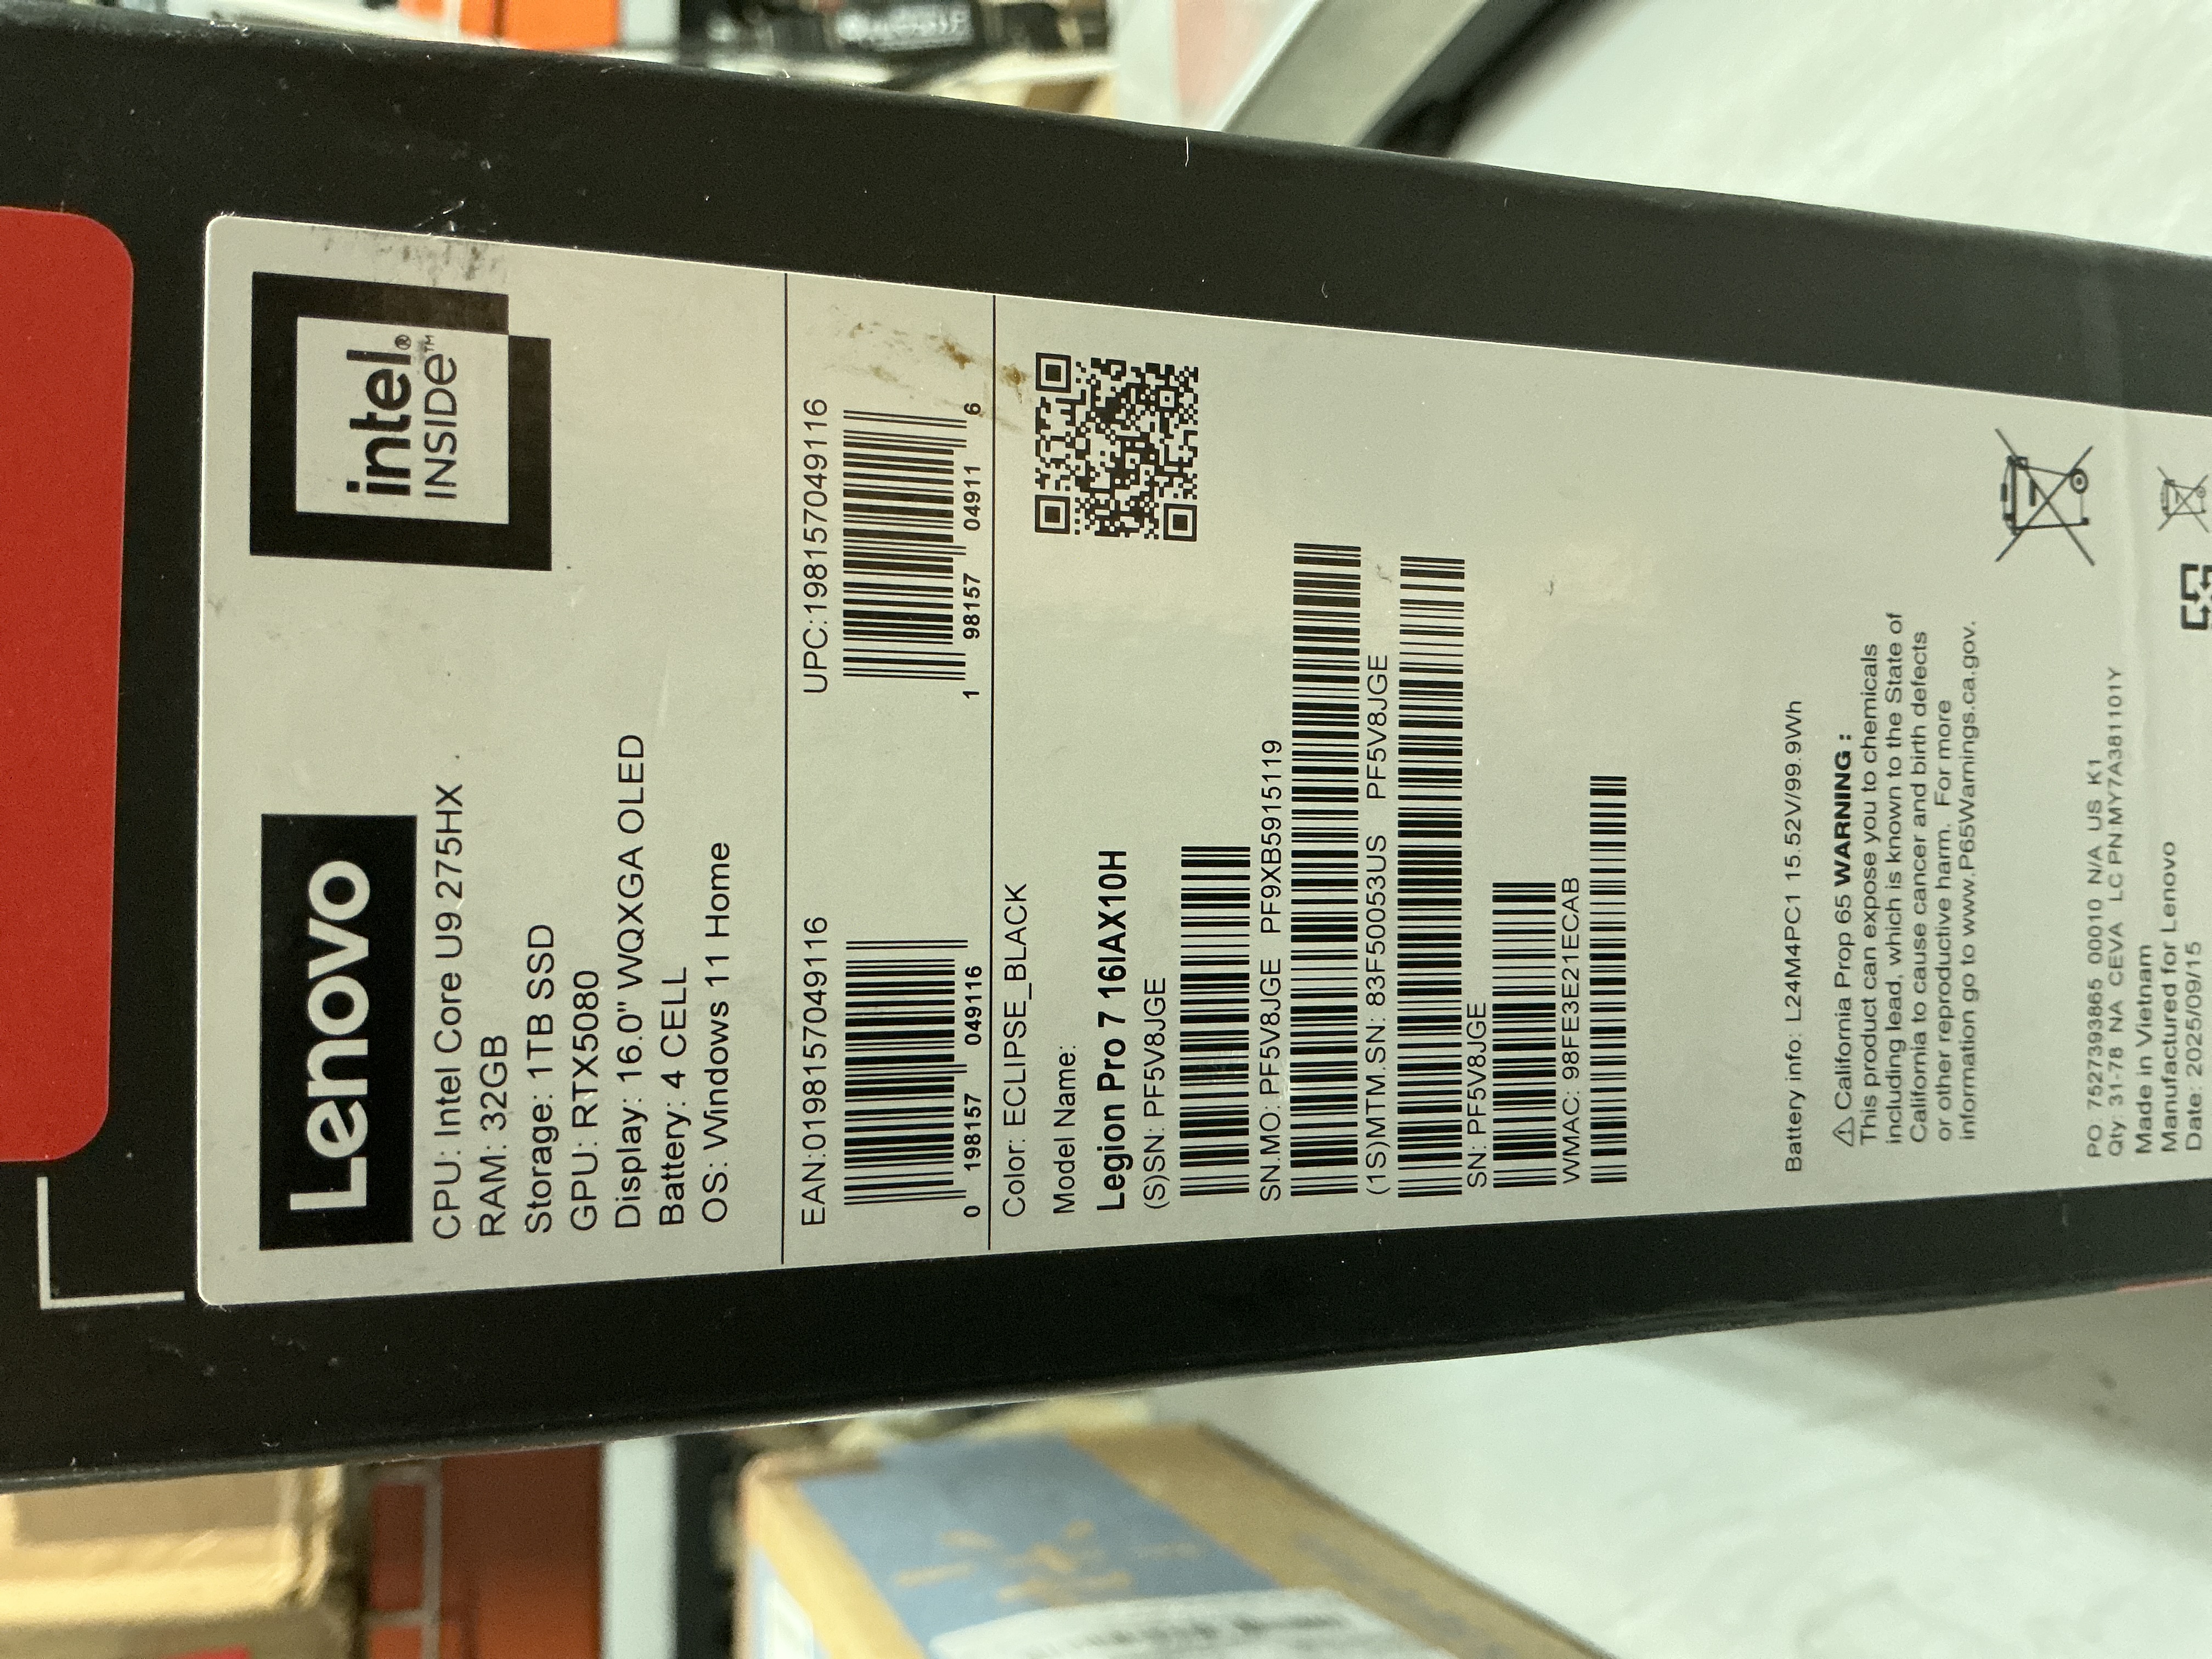 Lenovo
intel®
INSIDE™
CPU: Intel Core U9 275HX
RAM: 32GB
Storage: 1TB SSD
GPU: RTX5080
Display: 16.0" WQXGA OLED
Battery: 4 CELL
OS: Windows 11 Home
EAN:0198157049116
UPC:198157049116
0 198157 049116
1 98157 04911 6
Color: ECLIPSE_BLACK
Model Name:
Legion Pro 7 16IAX10H
(S)SN: PF5V8JGE
SN.MO: PF5V8JGE PF9XB5915119
(1S)MTM.SN: 83F50053US PF5V8JGE
SN: PF5V8JGE
WMAC: 98FE3E21ECAB
Battery info: L24M4PC1 15.52V/99.9Wh
⚠ California Prop 65 WARNING :
This product can expose you to chemicals
including lead, which is known to the State of
California to cause cancer and birth defects
or other reproductive harm. For more
information go to www.P65Warnings.ca.gov.
PO. 7527393865 00010 N/A US K1
Qty: 31-78 NA CEVA LC PN:MY7A381101Y
Made in Vietnam
Manufactured for Lenovo
Date: 2025/09/15